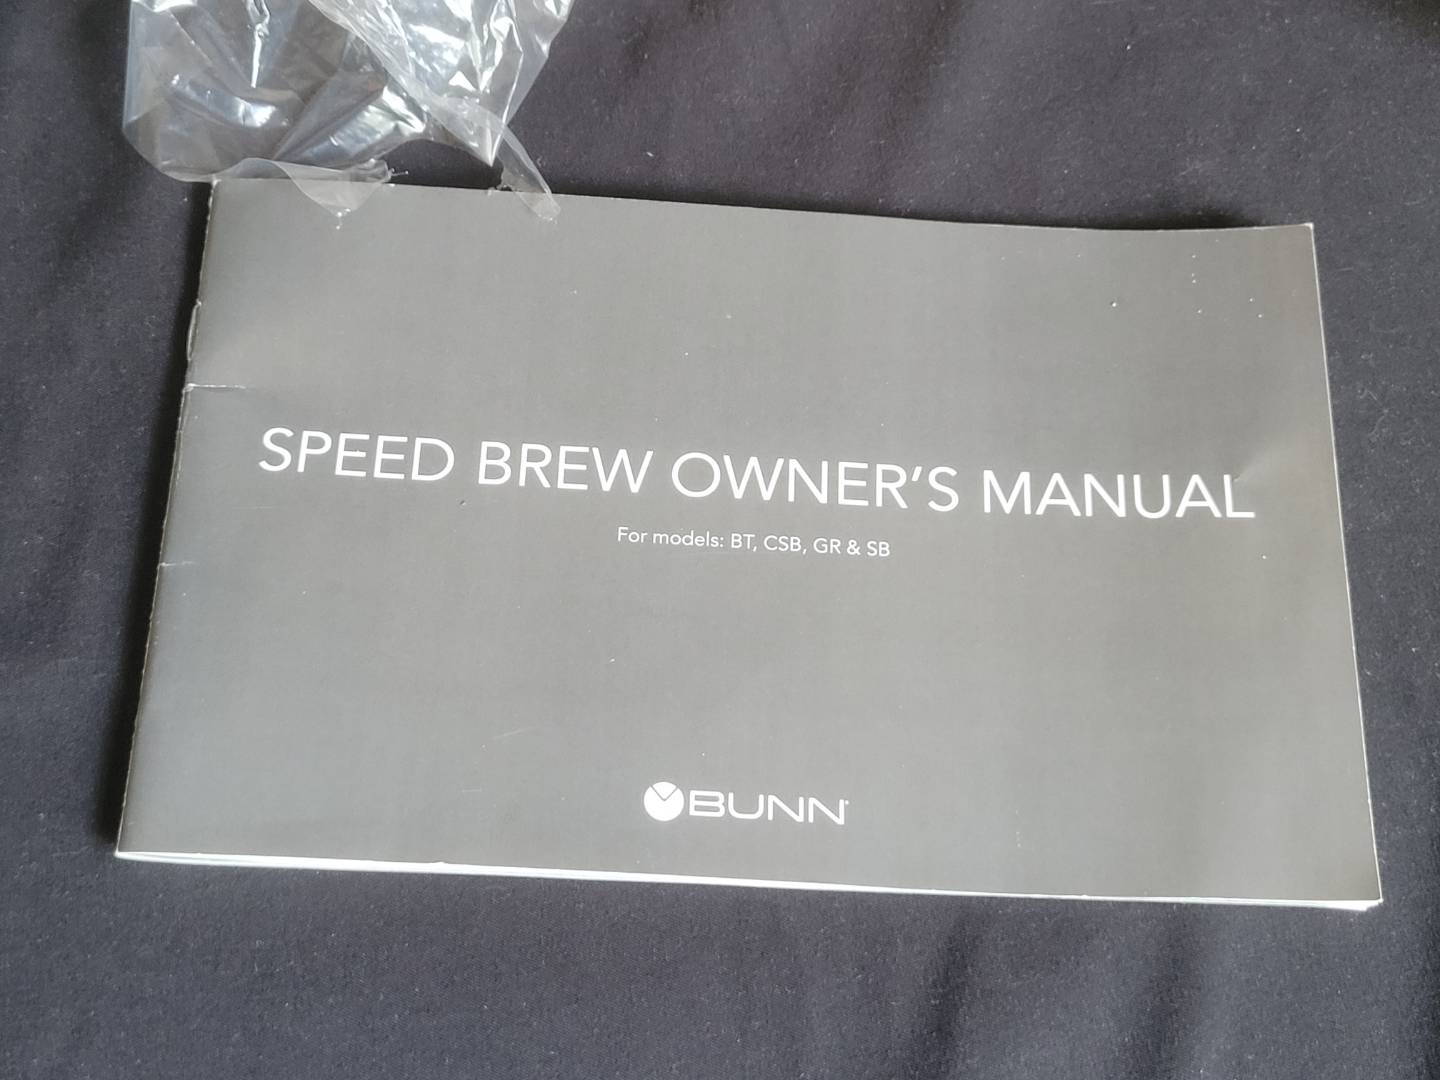 SPEED BREW OWNER'S MANUAL
For models: BT, CSB, GR & SB
BUNN